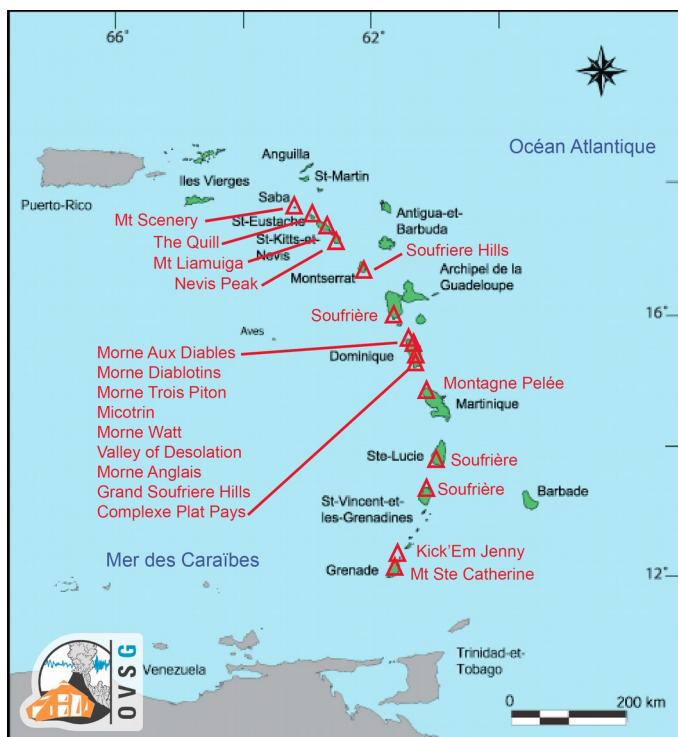 66
62
Océan Atlantique
Anguilla
St-Martin
Iles Vierges
Puerto-Rico
Saba
Mt Scenery
St-Eustache
Antigua-et-
Barbuda
The Quill
St-Kitts-et-
Nevis
Mt Liamuiga
Soufriere Hills
Nevis Peak
Montserrat
Archipel de la
Guadeloupe
Soufrière
16
Aves
Dominique
Morne Aux Diables
Morne Diablotins
Morne Trois Piton
Micotrin
Morne Watt
Valley of Desolation
Morne Anglais
Grand Soufriere Hills
Complexe Plat Pays
Montagne Pelée
Martinique
Ste-Lucie
Soufrière
Soufrière
St-Vincent-et-
les-Grenadines
Barbade
Mer des Caraïbes
Kick'Em Jenny
Grenade
Mt Ste Catherine
12
OVSG
Venezuela
Trinidad-et-
Tobago
0
200 km